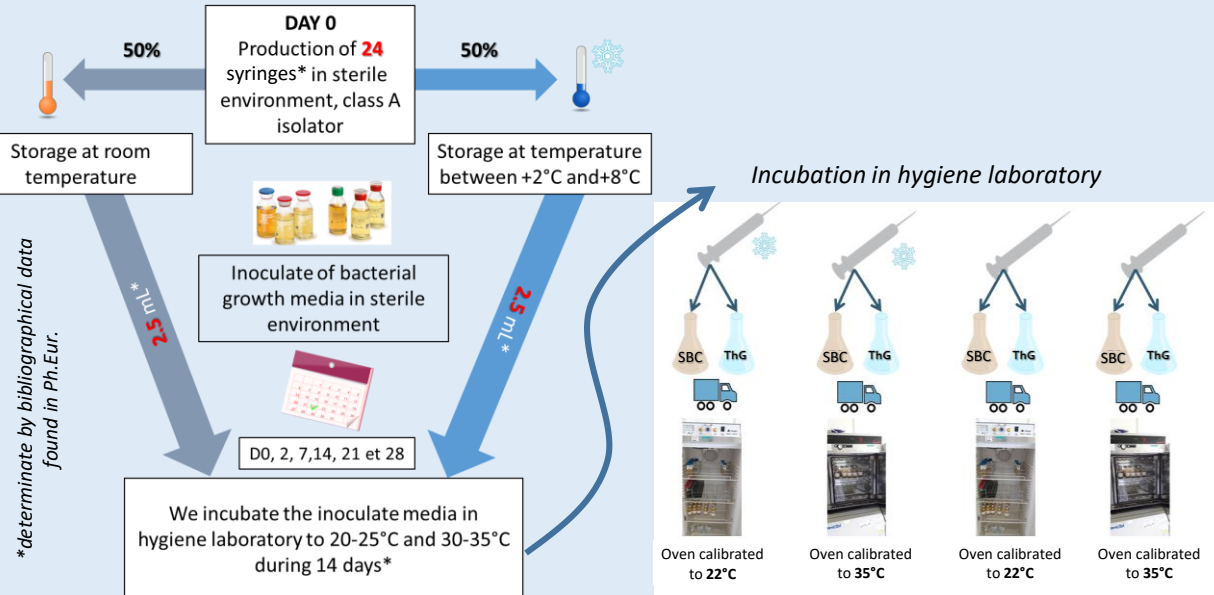 DAY 0
Production of 24
syringes* in sterile
environment, class A
isolator
50%
50%
Storage at room
temperature
Storage at temperature
between +2°C and+8°C
Inoculate of bacterial
growth media in sterile
environment
2.5 mL*
2.5 mL*
*determinate by bibliographical data
found in Ph.Eur.
D0, 2, 7,14, 21 et 28
We incubate the inoculate media in
hygiene laboratory to 20-25°C and 30-35°C
during 14 days*
Incubation in hygiene laboratory
SBC ThG
SBC ThG
SBC ThG
SBC ThG
Oven calibrated
to 22°C
Oven calibrated
to 35°C
Oven calibrated
to 22°C
Oven calibrated
to 35°C